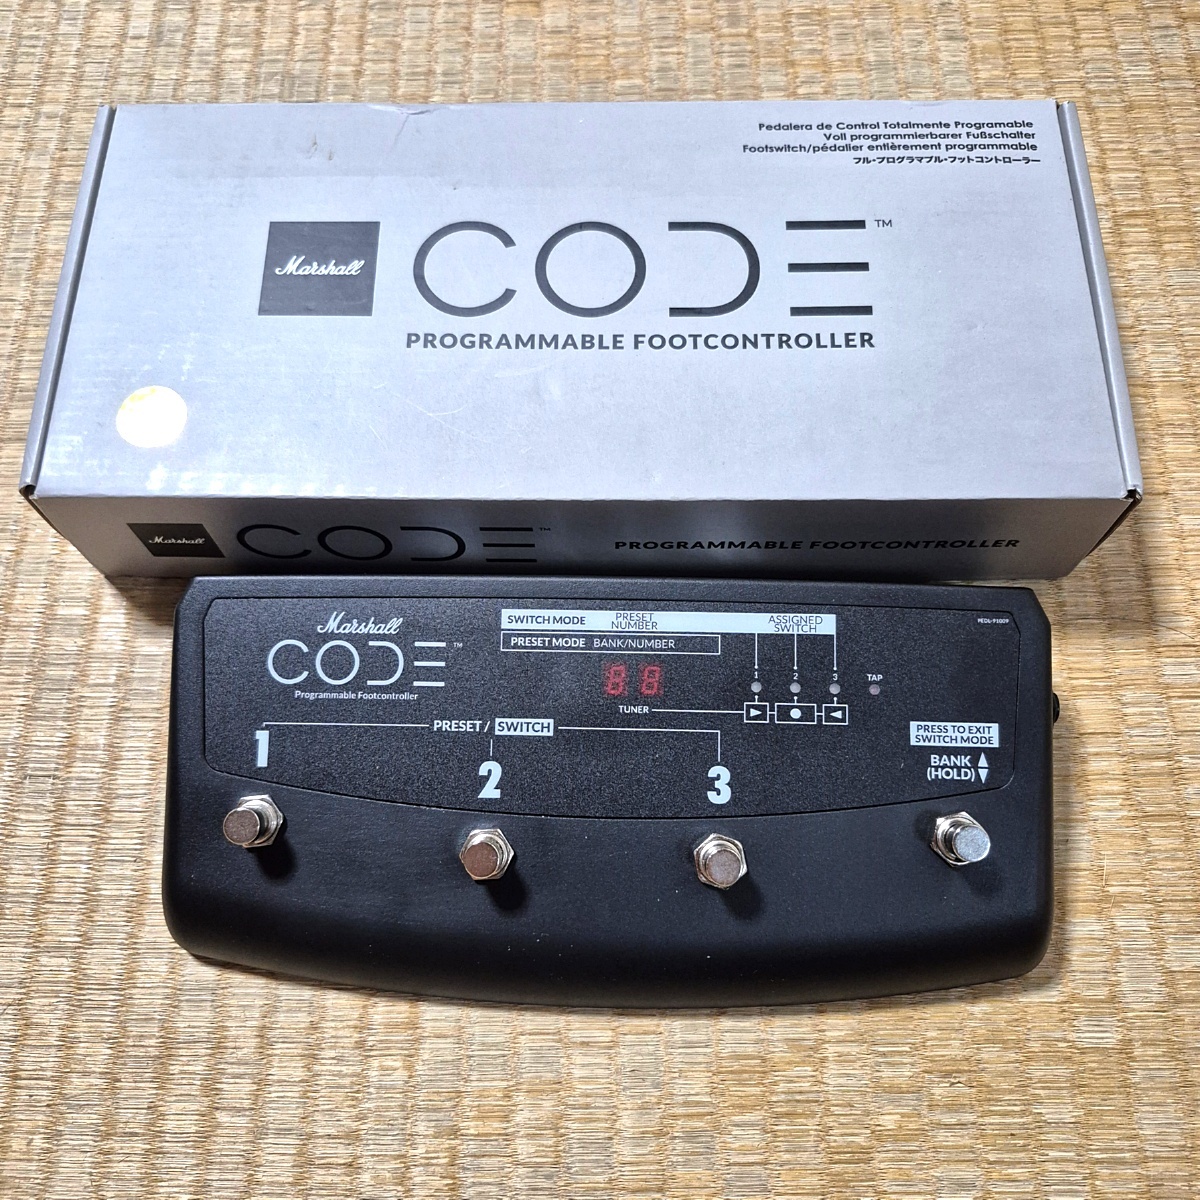 Pedalera de Control Totalmente Programable
Voll programmierbarer Fußschalter
Footswitch/pédalier entièrement programmable
フル・プログラマブル・フットコントローラー
Marshall CODE™
PROGRAMMABLE FOOTCONTROLLER
Marshall CODE™ PROGRAMMABLE FOOTCONTROLLER
Marshall
CODE™
Programmable Footcontroller
SWITCH MODE PRESET NUMBER
ASSIGNED SWITCH
PEDL-91009
PRESET MODE BANK/NUMBER
88
1 2 3 TAP
TUNER
PRESET / SWITCH
1
2
3
PRESS TO EXIT
SWITCH MODE
BANK
(HOLD)